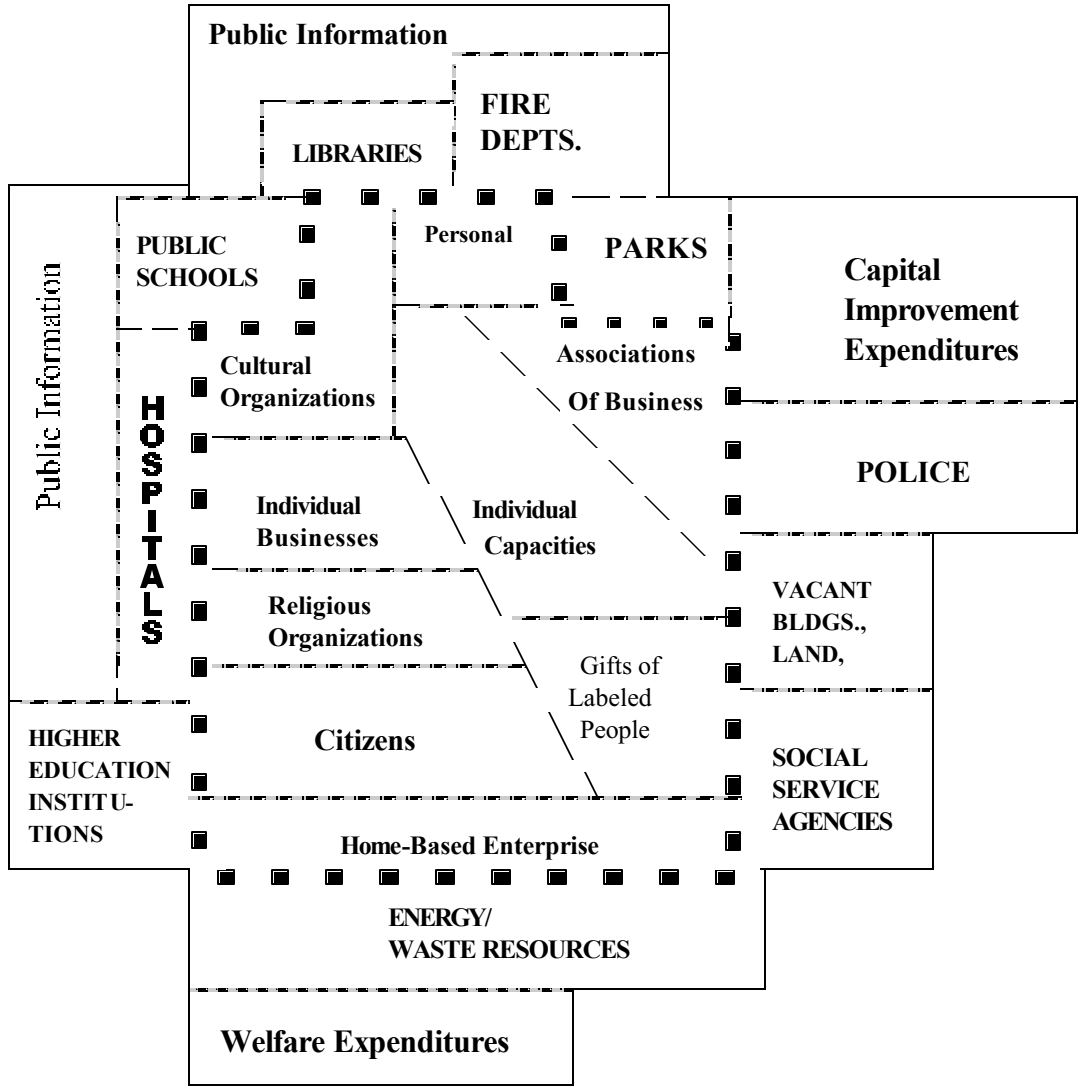 Public Information
FIRE
DEPTS.
LIBRARIES
Personal
PARKS
PUBLIC
SCHOOLS
Capital
Improvement
Expenditures
Public Information
Cultural
Organizations
Associations
Of Business
HOSPITALS
POLICE
Individual
Businesses
Individual
Capacities
Religious
Organizations
VACANT
BLDGS.,
LAND,
Gifts of
Labeled
People
Citizens
HIGHER
EDUCATION
INSTITU-
TIONS
SOCIAL
SERVICE
AGENCIES
Home-Based Enterprise
ENERGY/
WASTE RESOURCES
Welfare Expenditures